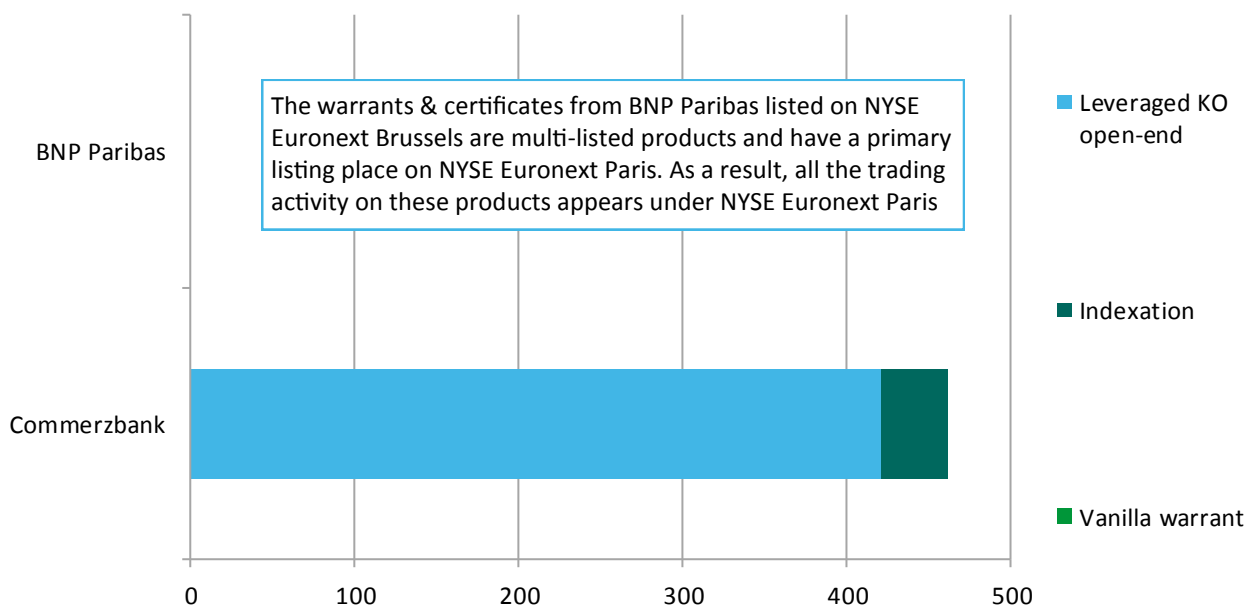 BNP Paribas
The warrants & certificates from BNP Paribas listed on NYSE
Euronext Brussels are multi-listed products and have a primary
listing place on NYSE Euronext Paris. As a result, all the trading
activity on these products appears under NYSE Euronext Paris
Leveraged KO
open-end
Indexation
Commerzbank
Vanilla warrant
0 100 200 300 400 500